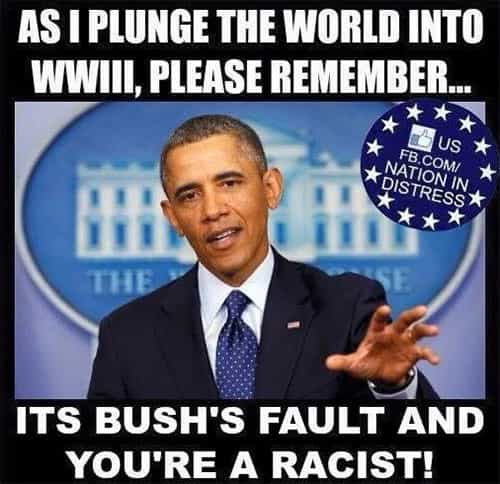 AS I PLUNGE THE WORLD INTO
WWIII, PLEASE REMEMBER...
US
FB.COM/
NATION IN
DISTRESS
THE
ITS BUSH'S FAULT AND
YOU'RE A RACIST!